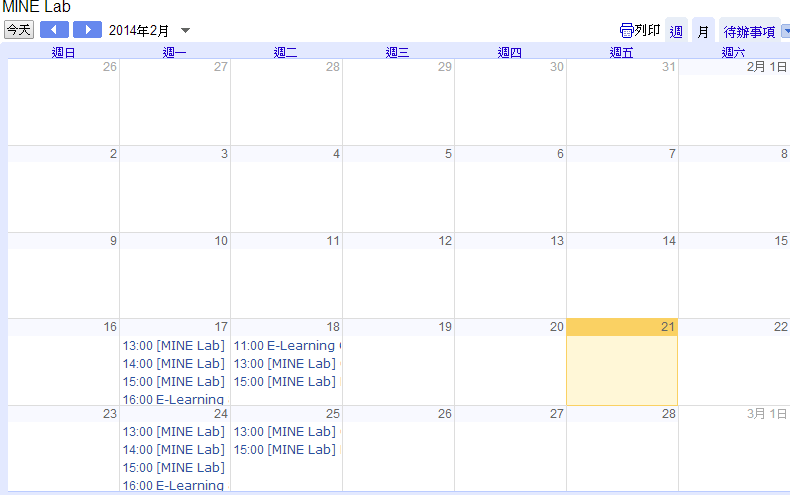 MINE Lab
今天 2014年2月 列印 週 月 待辦事項
週日 週一 週二 週三 週四 週五 週六
26 27 28 29 30 31 2月 1日
2 3 4 5 6 7 8
9 10 11 12 13 14 15
16 17 18 19 20 21 22
13:00 [MINE Lab] 11:00 E-Learning
14:00 [MINE Lab] 13:00 [MINE Lab]
15:00 [MINE Lab] 15:00 [MINE Lab]
16:00 E-Learning
23 24 25 26 27 28 3月 1日
13:00 [MINE Lab] 13:00 [MINE Lab]
14:00 [MINE Lab] 15:00 [MINE Lab]
15:00 [MINE Lab]
16:00 E-Learning